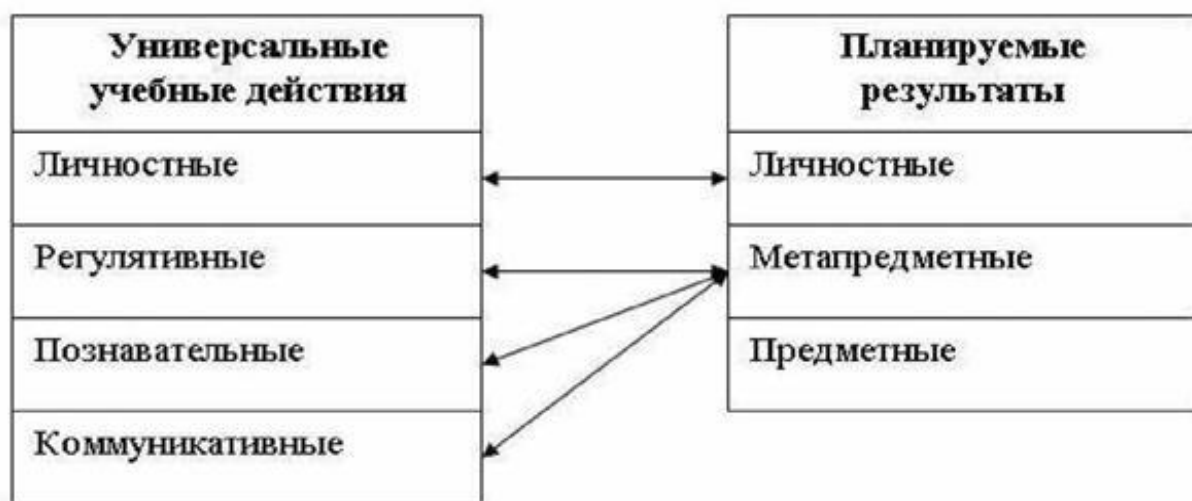 Универсальные
учебные действия
Личностные
Регулятивные
Познавательные
Коммуникативные
Планируемые
результаты
Личностные
Метапредметные
Предметные